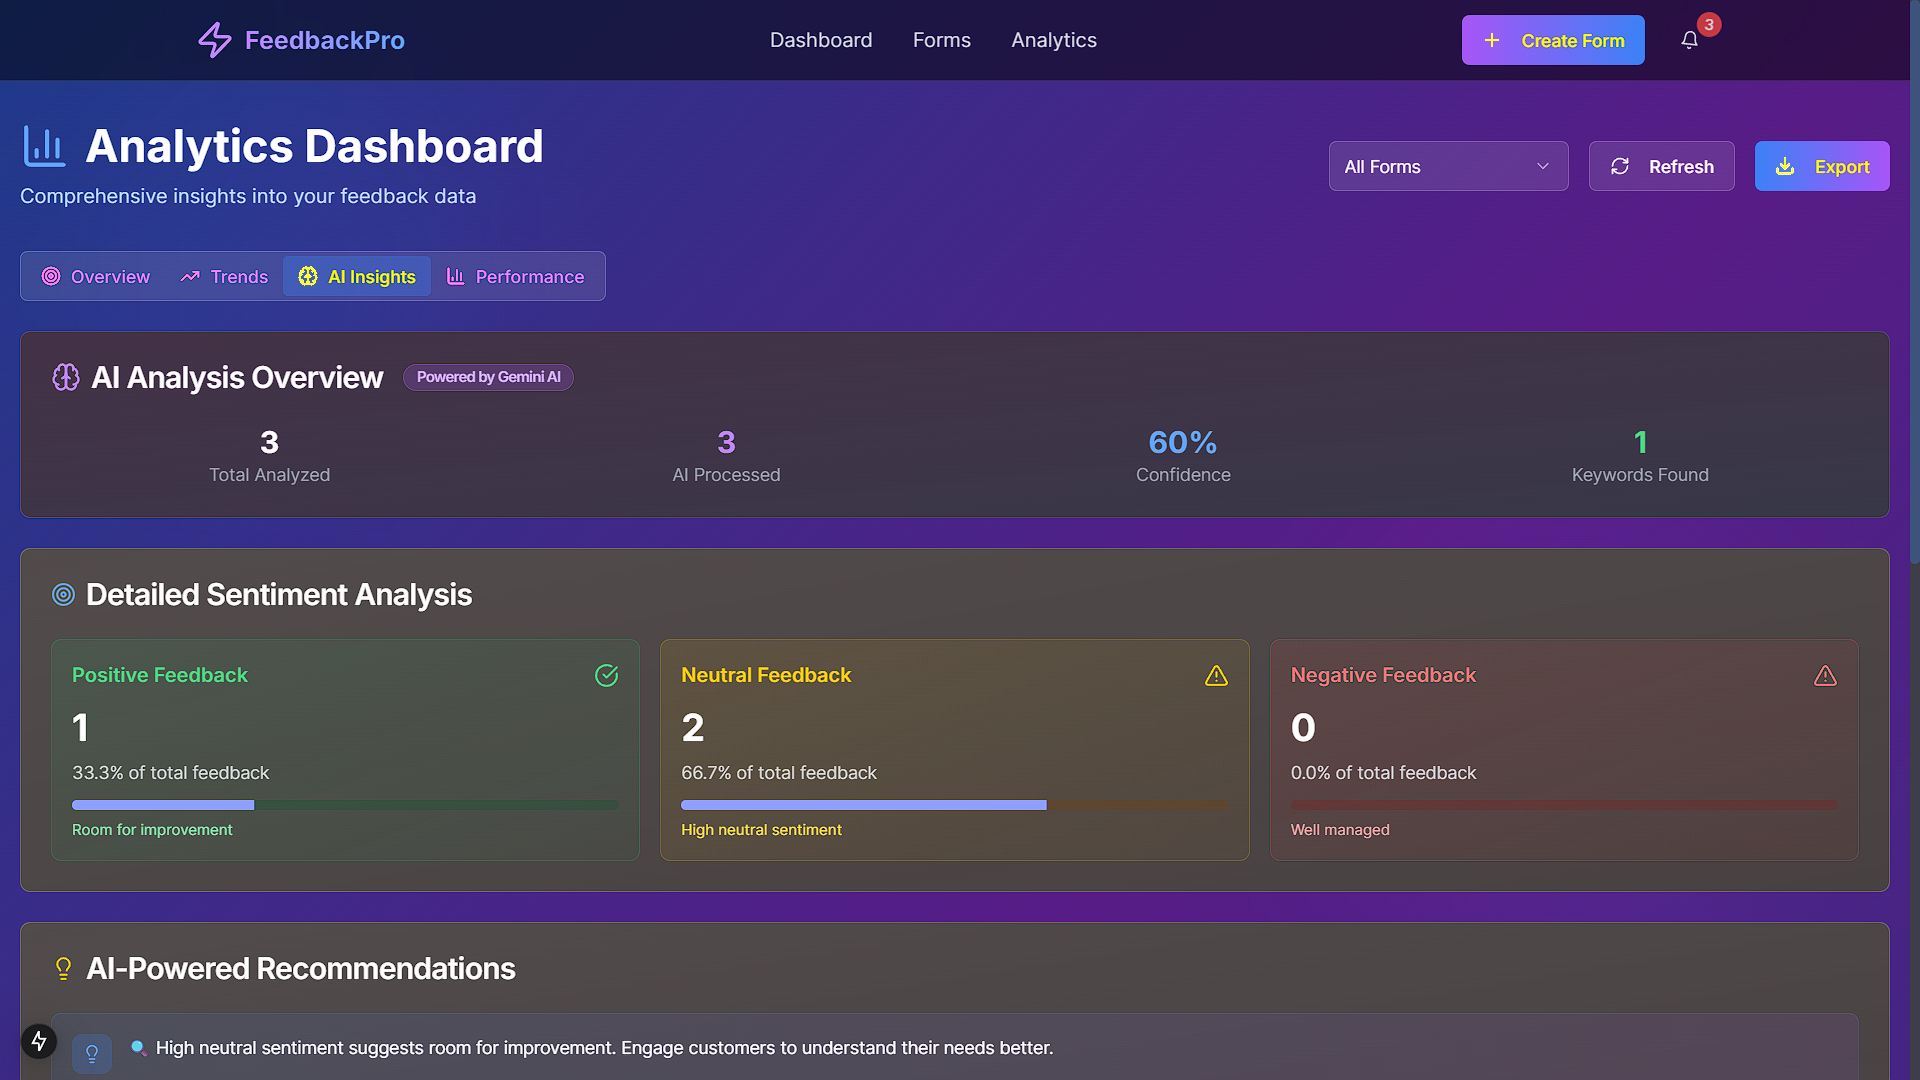 FeedbackPro
Dashboard
Forms
Analytics
Create Form
3
Analytics Dashboard
Comprehensive insights into your feedback data
All Forms
Refresh
Export
Overview
Trends
AI Insights
Performance
AI Analysis Overview
Powered by Gemini AI
3
Total Analyzed
3
AI Processed
60%
Confidence
1
Keywords Found
Detailed Sentiment Analysis
Positive Feedback
1
33.3% of total feedback
Room for improvement
Neutral Feedback
2
66.7% of total feedback
High neutral sentiment
Negative Feedback
0
0.0% of total feedback
Well managed
AI-Powered Recommendations
High neutral sentiment suggests room for improvement. Engage customers to understand their needs better.